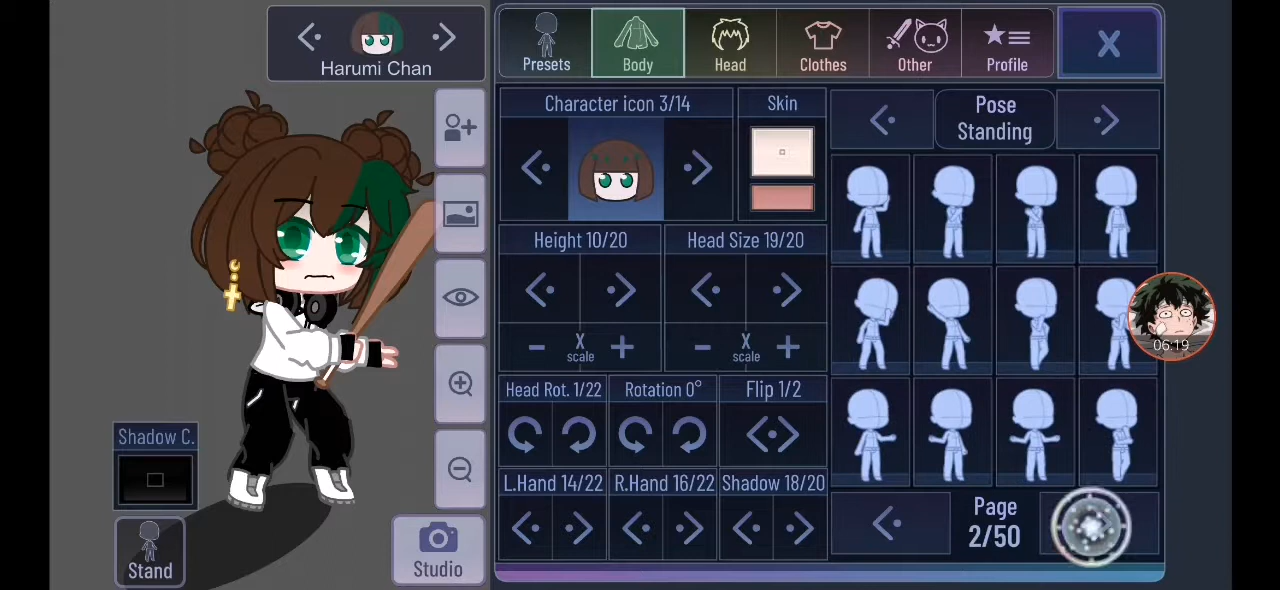 Harumi Chan
Presets
Body
Head
Clothes
Other
Profile
X
Character icon 3/14
Skin
Pose
Standing
Height 10/20
Head Size 19/20
X
scale
X
scale
06:19
Head Rot. 1/22
Rotation 0°
Flip 1/2
L.Hand 14/22
R.Hand 16/22
Shadow 18/20
Page
2/50
Shadow C.
Stand
Studio